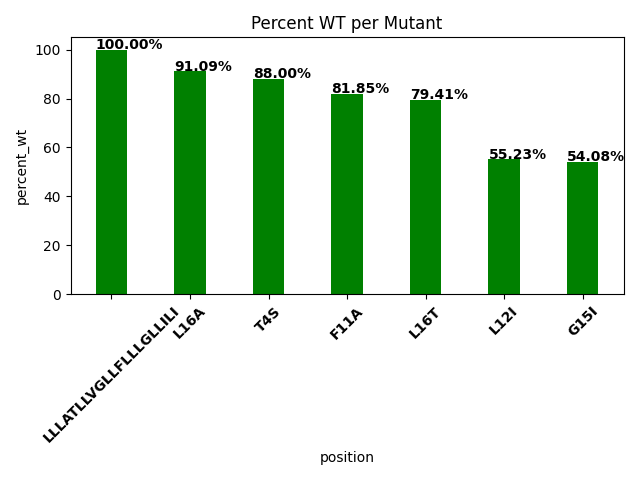 Percent WT per Mutant
percent_wt
100
80
60
40
20
0
100.00%
91.09%
88.00%
81.85%
79.41%
55.23%
54.08%
LLLATLLVGLLFLLLGLLILI
L16A
T4S
F11A
L16T
L12I
G15I
position